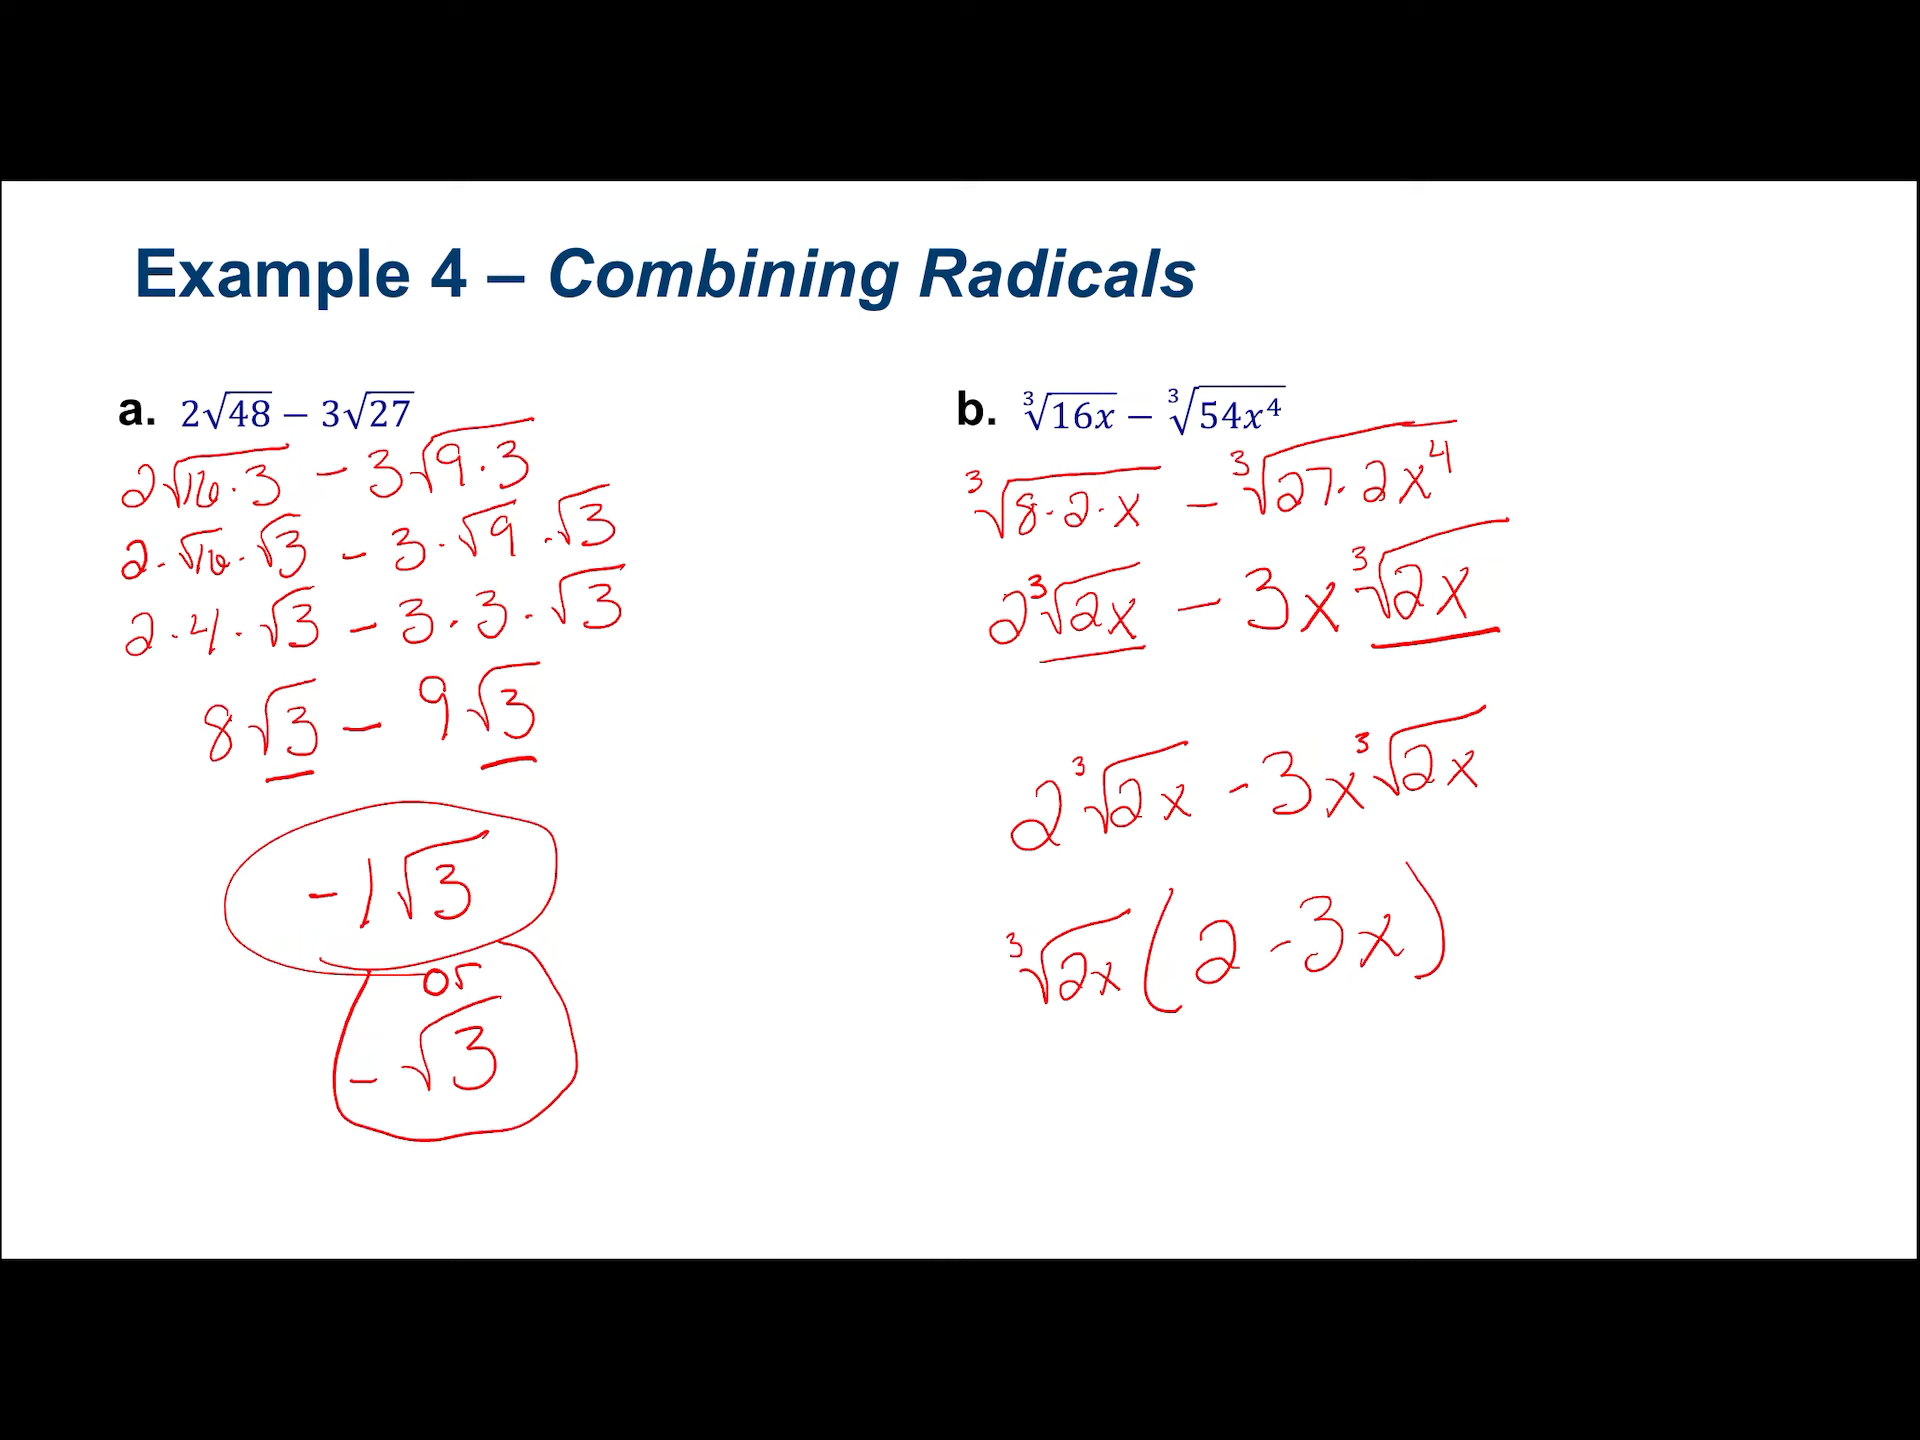 Example 4 – Combining Radicals
a. 2√48 − 3√27
2√16·3 − 3√9·3
2·√16·√3 − 3·√9·√3
2·4·√3 − 3·3·√3
8√3 − 9√3
-1√3
or
-√3
b. ∛16x − ∛54x⁴
∛8·2·x − ∛27·2x⁴
2∛2x − 3x∛2x
2∛2x - 3x∛2x
∛2x(2-3x)